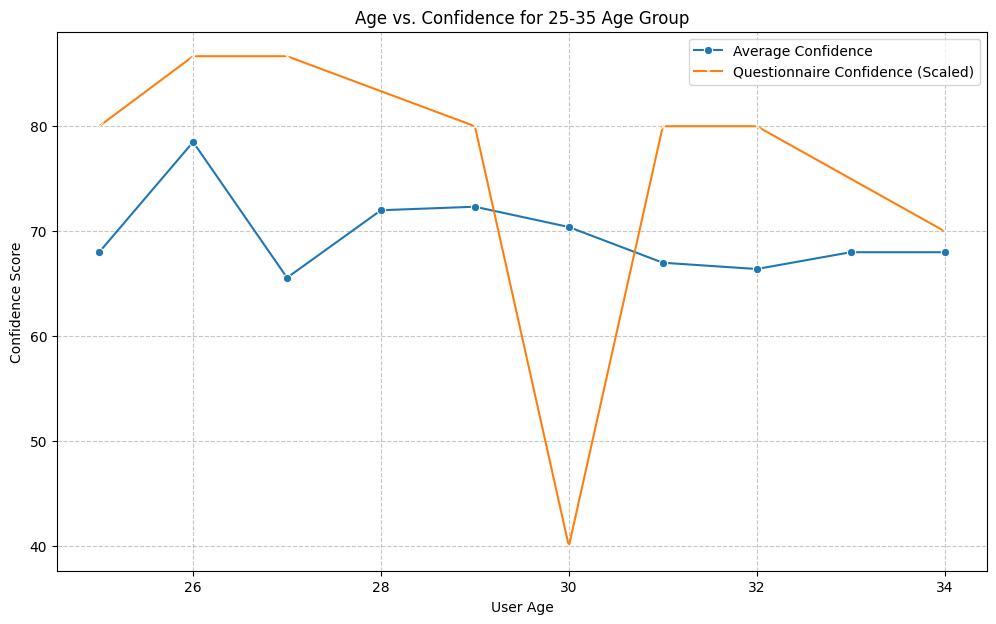 Age vs. Confidence for 25-35 Age Group
Average Confidence
Questionnaire Confidence (Scaled)
Confidence Score
80
70
60
50
40
26 28 30 32 34
User Age